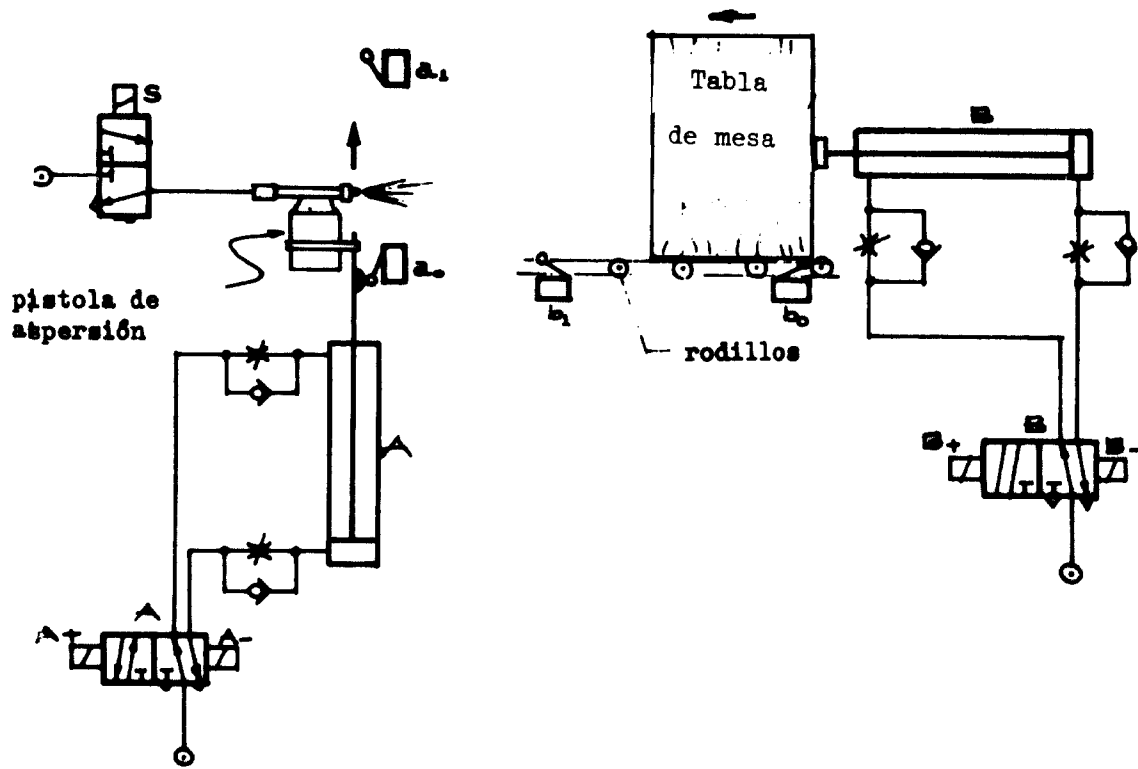 S
a₁
pistola de
aspersión
a₀
A
A
A+
A-
Tabla
de mesa
B
b₁
b₀
rodillos
B
B+
B-